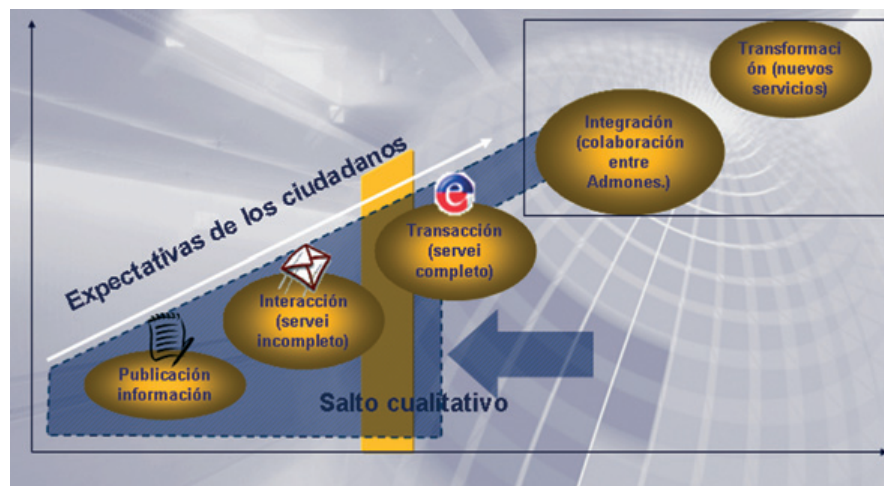 Transformaci
ón (nuevos
servicios)
Integración
(colaboración
entre
Admones.)
Expectativas de los ciudadanos
e
Transacción
(servei
completo)
Interacción
(servei
incompleto)
Publicación
información
Salto cualitativo